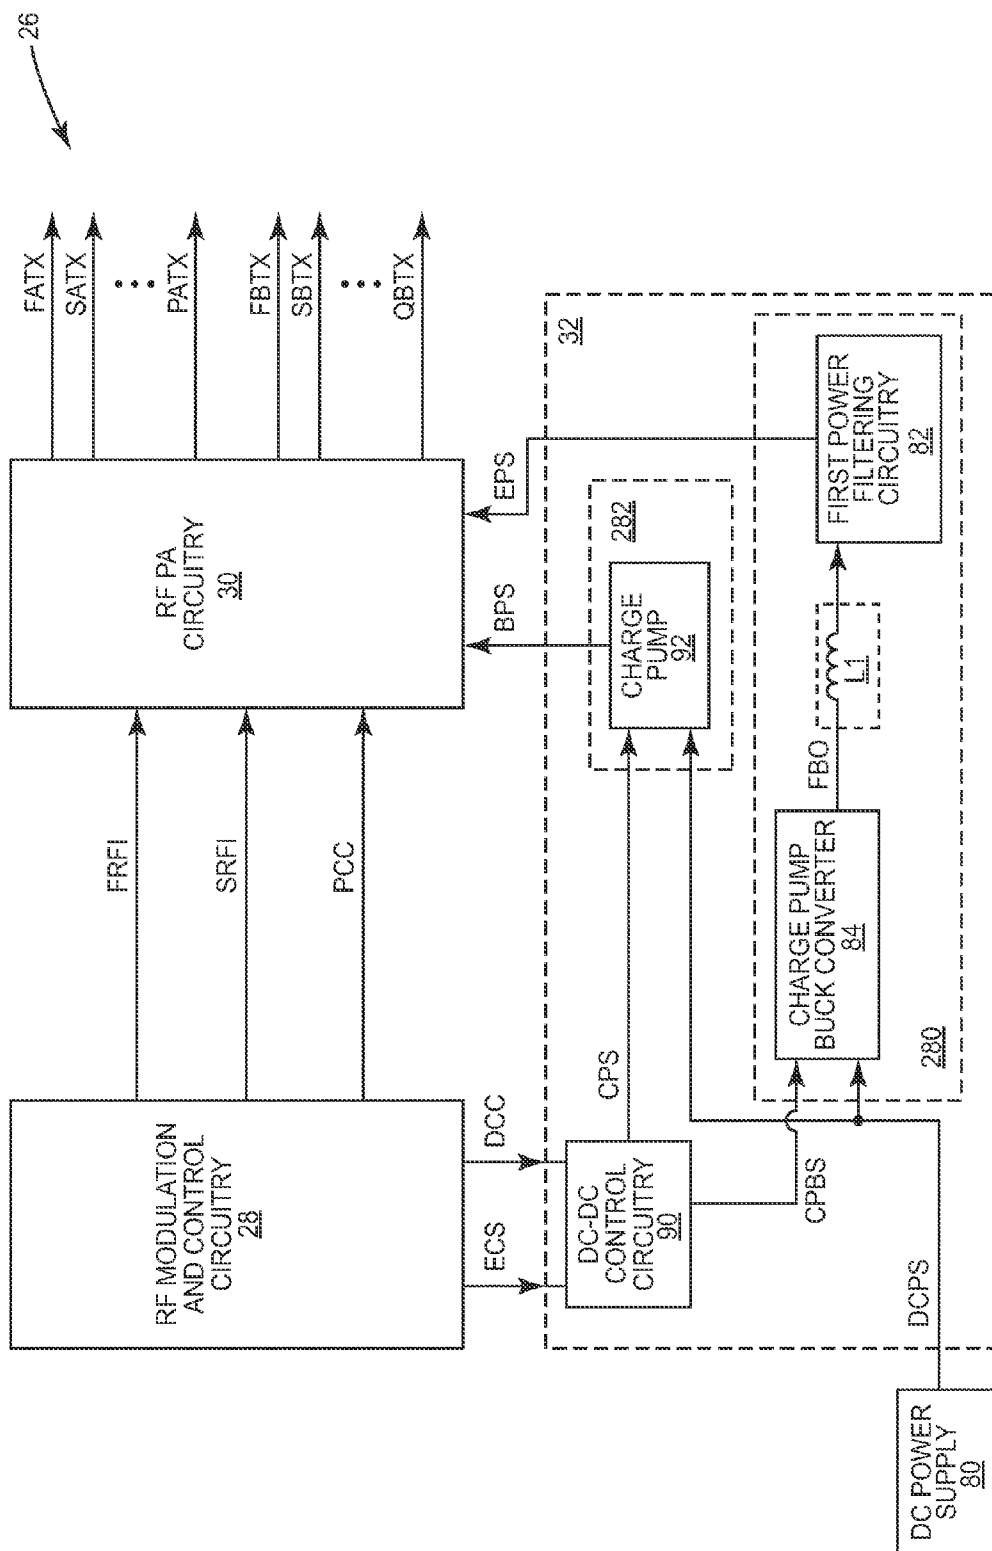 26
FATX
SATX
PATX
FBTX
SBTX
QBTX
RF PA
CIRCUITRY
30
FRFI
SRFI
PCC
RF MODULATION
AND CONTROL
CIRCUITRY
28
ECS
DCC
BPS
EPS
32
DC-DC
CONTROL
CIRCUITRY
90
CPS
CPBS
282
CHARGE
PUMP
92
280
CHARGE PUMP
BUCK CONVERTER
84
FBO
L1
FIRST POWER
FILTERING
CIRCUITRY
82
DCPS
DC POWER
SUPPLY
80